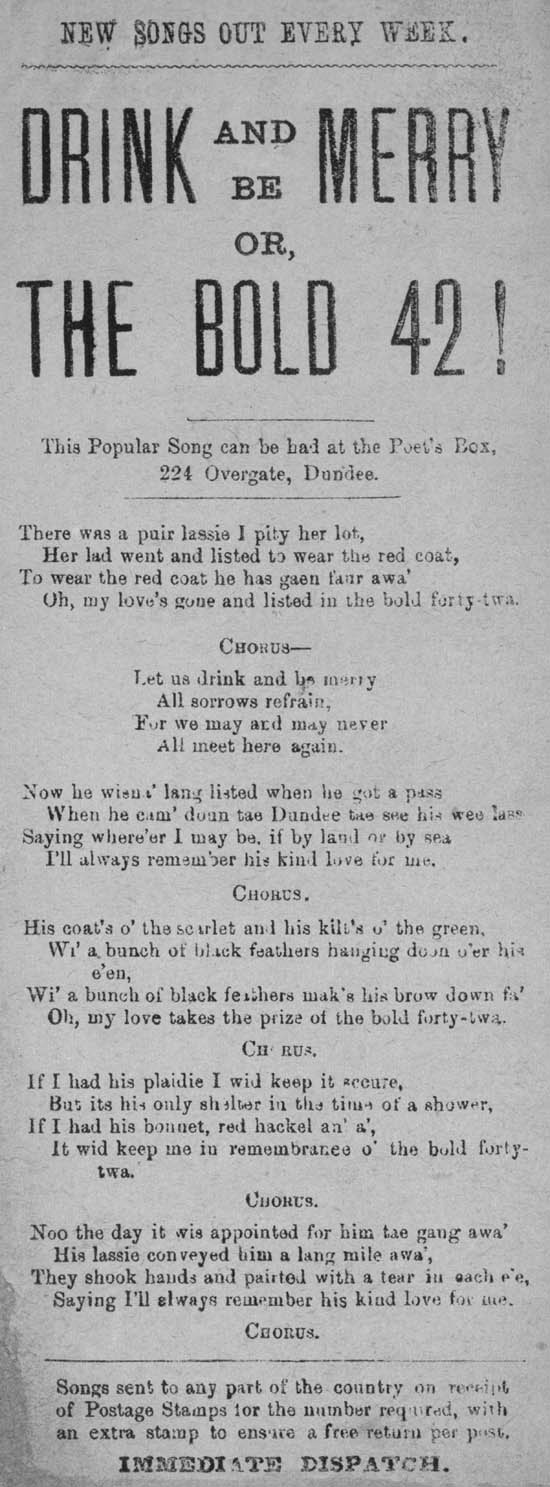 NEW SONGS OUT EVERY WEEK.
DRINK AND BE MERRY
OR,
THE BOLD 42!
This Popular Song can be had at the Poet's Box,
224 Overgate, Dundee.
There was a puir lassie I pity her lot,
Her lad went and listed to wear the red coat,
To wear the red coat he has gaen faur awa'
Oh, my love's gone and listed in the bold forty-twa.
CHORUS—
Let us drink and be merry
All sorrows refrain,
For we may and may never
All meet here again.
Now he wisna' lang listed when he got a pass
When he cam' doun tae Dundee tae see his wee lass
Saying where'er I may be, if by land or by sea
I'll always remember his kind love for me.
CHORUS.
His coat's o' the scarlet and his kilt's o' the green,
Wi' a bunch of black feathers hanging doon o'er his
e'en,
Wi' a bunch of black feathers mak's his brow down fa'
Oh, my love takes the prize of the bold forty-twa.
CHORUS.
If I had his plaidie I wid keep it secure,
But its his only shelter in the time of a shower,
If I had his bonnet, red hackel an' a',
It wid keep me in remembrance o' the bold forty-
twa.
CHORUS.
Noo the day it wis appointed for him tae gang awa'
His lassie conveyed him a lang mile awa',
They shook hands and pairted with a tear in each e'e,
Saying I'll always remember his kind love for me.
CHORUS.
Songs sent to any part of the country on receipt
of Postage Stamps for the number required, with
an extra stamp to ensure a free return per post.
IMMEDIATE DISPATCH.